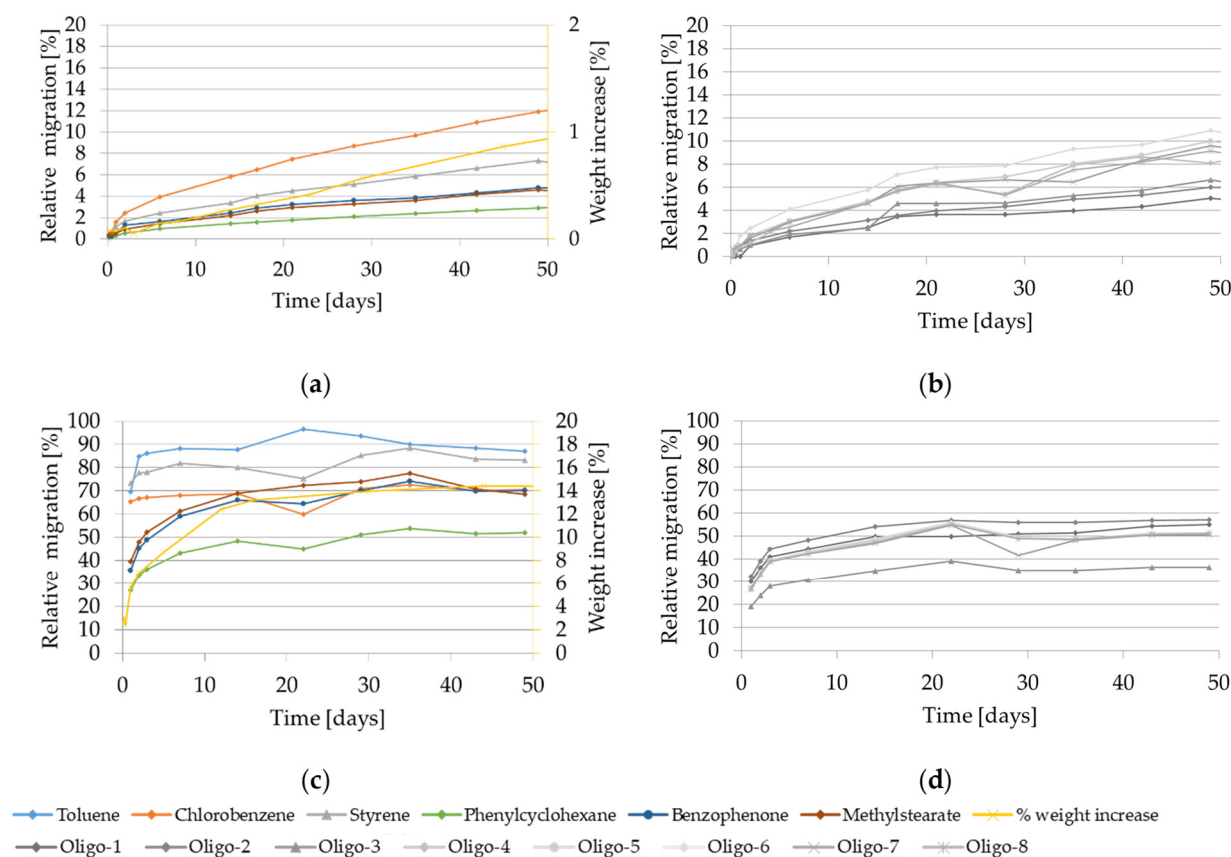 Relative migration [%]
20
18
16
14
12
10
8
6
4
2
0
2
1
0
Weight increase [%]
0 10 20 30 40 50
Time [days]
(a)
Relative migration [%]
20
18
16
14
12
10
8
6
4
2
0
0 10 20 30 40 50
Time [days]
(b)
Relative migration [%]
100
90
80
70
60
50
40
30
20
10
0
20
18
16
14
12
10
8
6
4
2
0
Weight increase [%]
0 10 20 30 40 50
Time [days]
(c)
Relative migration [%]
100
90
80
70
60
50
40
30
20
10
0
0 10 20 30 40 50
Time [days]
(d)
Toluene Chlorobenzene Styrene Phenylcyclohexane Benzophenone Methylstearate % weight increase
Oligo-1 Oligo-2 Oligo-3 Oligo-4 Oligo-5 Oligo-6 Oligo-7 Oligo-8